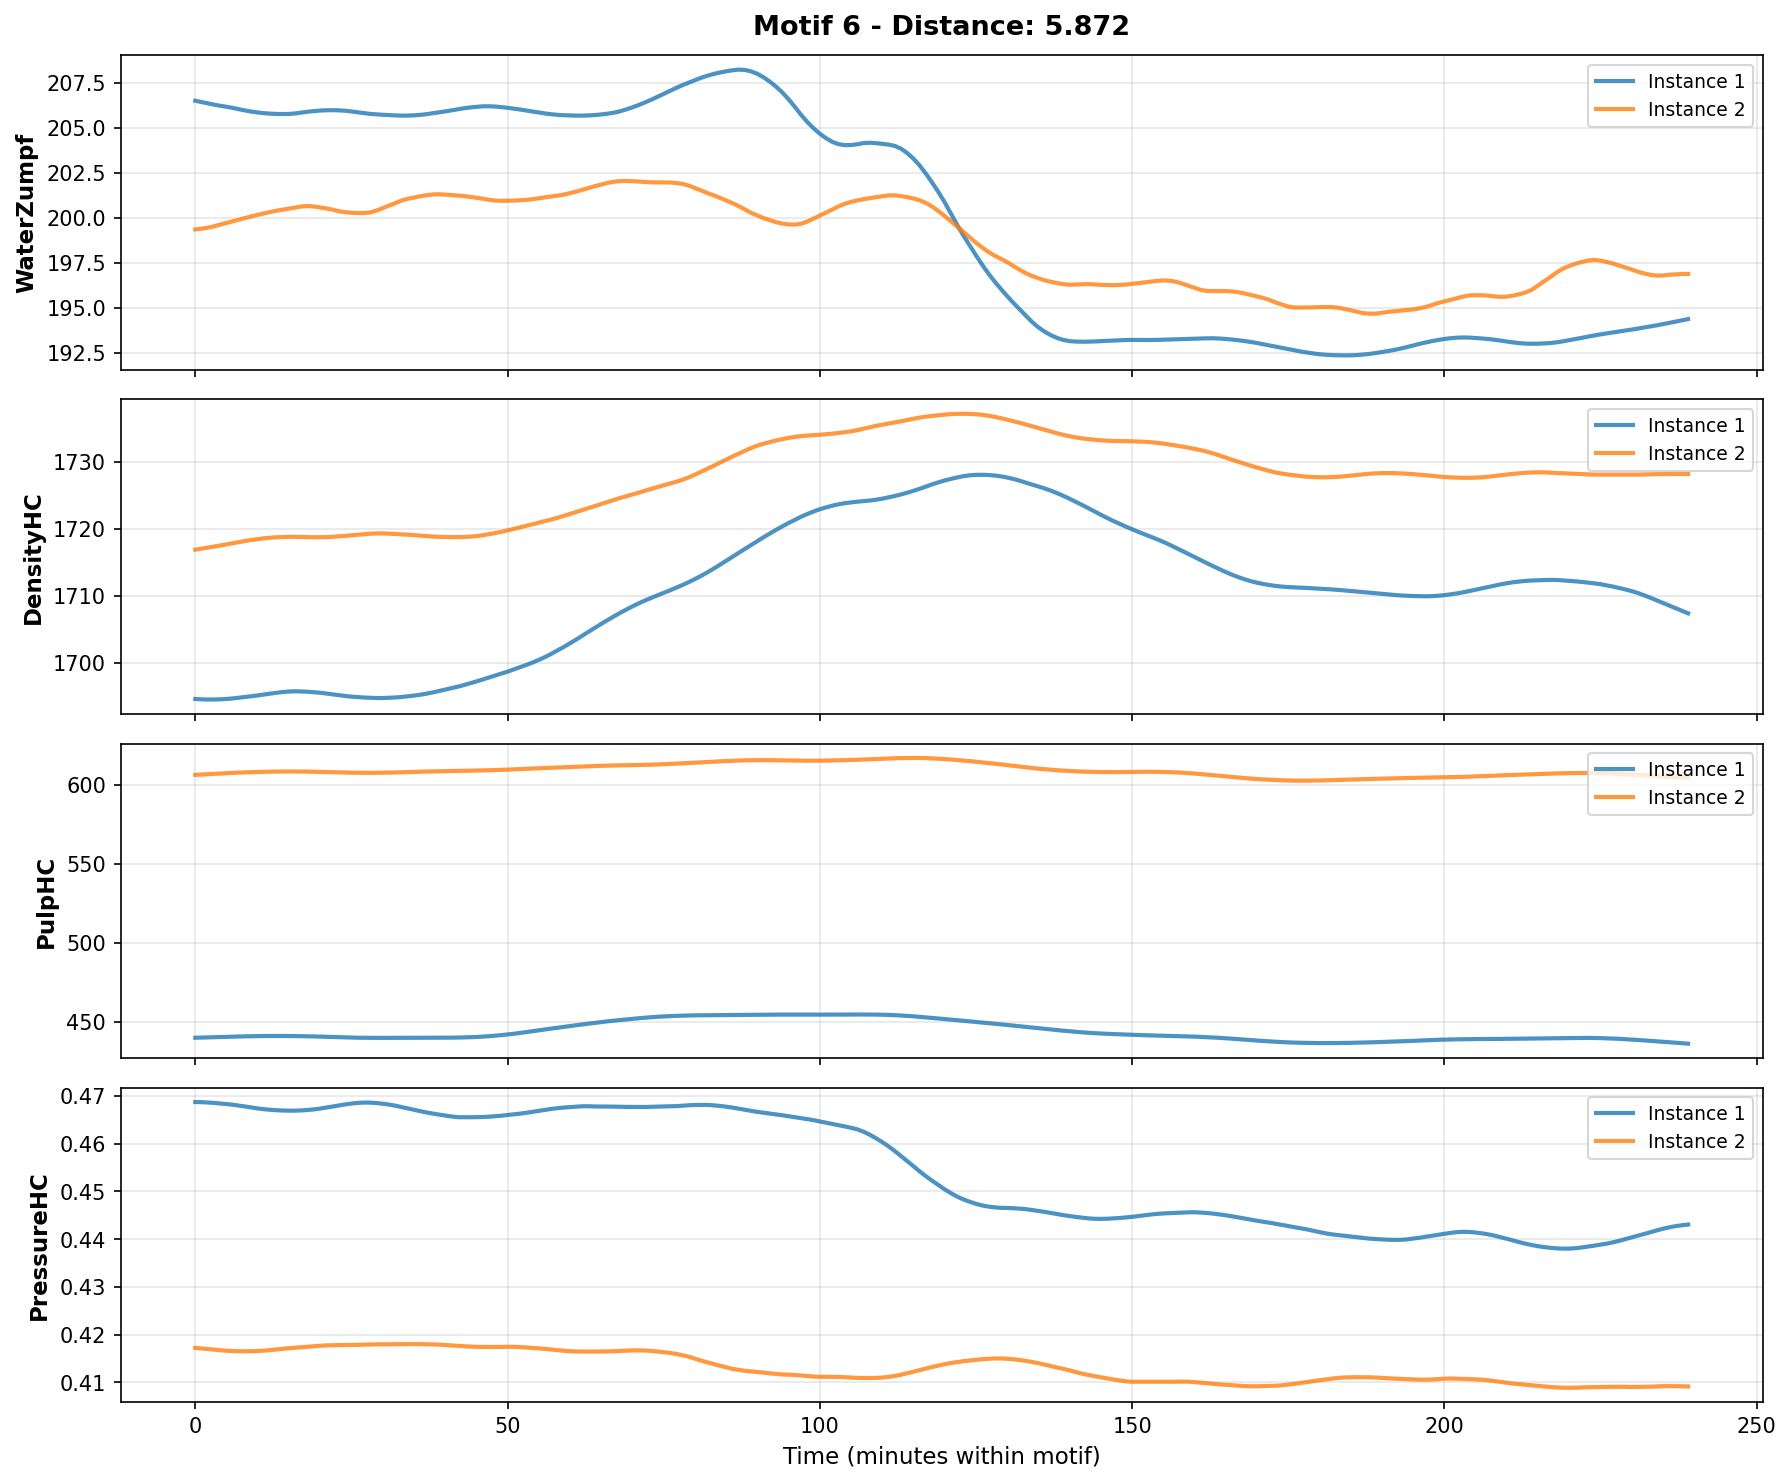 Motif 6 - Distance: 5.872
WaterZumpf
207.5
205.0
202.5
200.0
197.5
195.0
192.5
Instance 1
Instance 2
DensityHC
1730
1720
1710
1700
Instance 1
Instance 2
PulpHC
600
550
500
450
Instance 1
Instance 2
PressureHC
0.47
0.46
0.45
0.44
0.43
0.42
0.41
Instance 1
Instance 2
0 50 100 150 200 250
Time (minutes within motif)